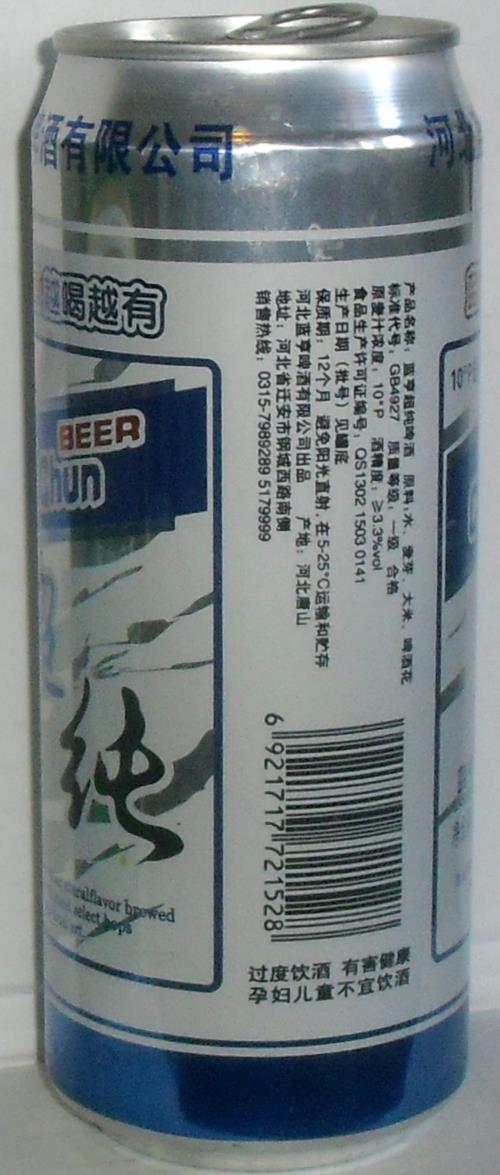 酒有限公司
河北
越喝越有
BEER
Chun
纯
flavor browed
select hops
10°P
产品名称：蓝亨超纯啤酒 原料：水、麦芽、大米、啤酒花
标准代号：GB4927 质量等级：一级 合格
原麦汁浓度：10°P 酒精度：≥3.3%vol
食品生产许可证编号：QS1302 1503 0141
生产日期（批号）见罐底
保质期：12个月 避免阳光直射，在5-25°C运输和贮存
河北蓝亨啤酒有限公司出品 产地：河北唐山
地址：河北省迁安市钢城西路南侧
销售热线：0315-7989289 5179999
6 921717 721528
过度饮酒 有害健康
孕妇儿童不宜饮酒